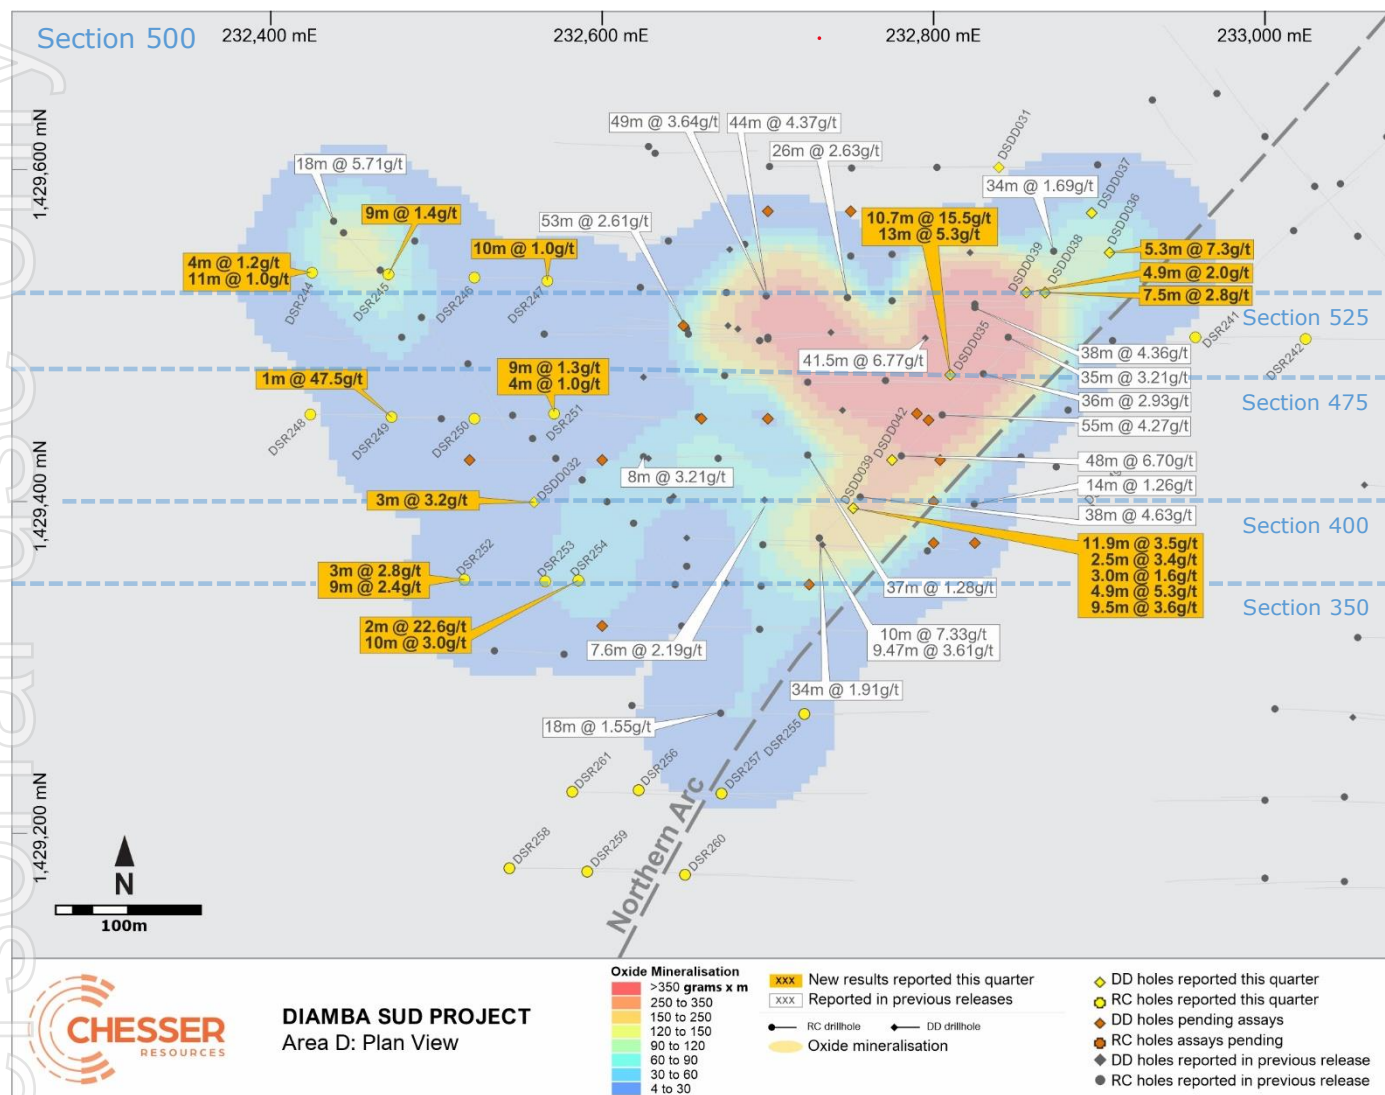 Section 500
232,400 mE
232,600 mE
232,800 mE
233,000 mE
1,429,600 mN
1,429,400 mN
1,429,200 mN
49m @ 3.64g/t
44m @ 4.37g/t
26m @ 2.63g/t
DSDD031
18m @ 5.71g/t
34m @ 1.69g/t
DSDD037
9m @ 1.4g/t
53m @ 2.61g/t
10.7m @ 15.5g/t
13m @ 5.3g/t
DSDD036
10m @ 1.0g/t
DSDD039
DSDD038
5.3m @ 7.3g/t
4m @ 1.2g/t
11m @ 1.0g/t
4.9m @ 2.0g/t
7.5m @ 2.8g/t
DSR244
DSR245
DSR246
DSR247
Section 525
DSR241
DSR242
41.5m @ 6.77g/t
DSDD035
38m @ 4.36g/t
35m @ 3.21g/t
36m @ 2.93g/t
55m @ 4.27g/t
Section 475
1m @ 47.5g/t
9m @ 1.3g/t
4m @ 1.0g/t
DSR248
DSR249
DSR250
DSR251
DSDD042
48m @ 6.70g/t
14m @ 1.26g/t
38m @ 4.63g/t
8m @ 3.21g/t
DSDD032
DSDD039
3m @ 3.2g/t
Section 400
11.9m @ 3.5g/t
2.5m @ 3.4g/t
3.0m @ 1.6g/t
4.9m @ 5.3g/t
9.5m @ 3.6g/t
DSR252
DSR253
DSR254
3m @ 2.8g/t
9m @ 2.4g/t
37m @ 1.28g/t
Section 350
2m @ 22.6g/t
10m @ 3.0g/t
7.6m @ 2.19g/t
10m @ 7.33g/t
9.47m @ 3.61g/t
34m @ 1.91g/t
18m @ 1.55g/t
DSR255
DSR261
DSR256
DSR257
DSR258
DSR259
DSR260
Northern Arc
N
100m
CHESSER
RESOURCES
DIAMBA SUD PROJECT
Area D: Plan View
Oxide Mineralisation
>350 grams x m
250 to 350
150 to 250
120 to 150
90 to 120
60 to 90
30 to 60
4 to 30
xxx New results reported this quarter
xxx Reported in previous releases
RC drillhole
DD drillhole
Oxide mineralisation
DD holes reported this quarter
RC holes reported this quarter
DD holes pending assays
RC holes assays pending
DD holes reported in previous release
RC holes reported in previous release